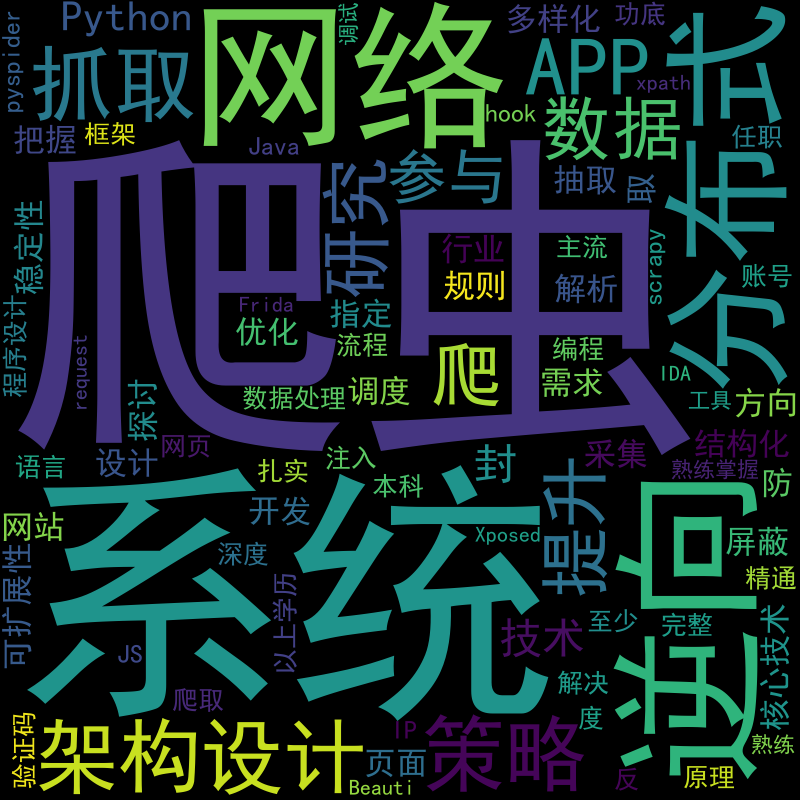 pyspider
Python
网络
调试
多样化
功底
分布式
抓取
APP
xpath
hook
数据
把握
框架
Java
任职
爬虫
研究
参与
抽取
取
稳定性
行业
主流
scrapy
账号
规则
解析
程序设计
Frida
指定
优化
流程
request
爬
编程
IDA
需求
数据处理
调度
工具
方向
探讨
结构化
网页
采集
语言
设计
扎实
注入
封
熟练掌握
本科
防
系统
逆向
提升
网站
开发
Xposed
屏蔽
可扩展性
深度
精通
以上学历
至少
完整
核心技术
JS
技术
解决
爬取
度
验证码
架构设计
IP
策略
熟练
页面
反
原理
Beauti